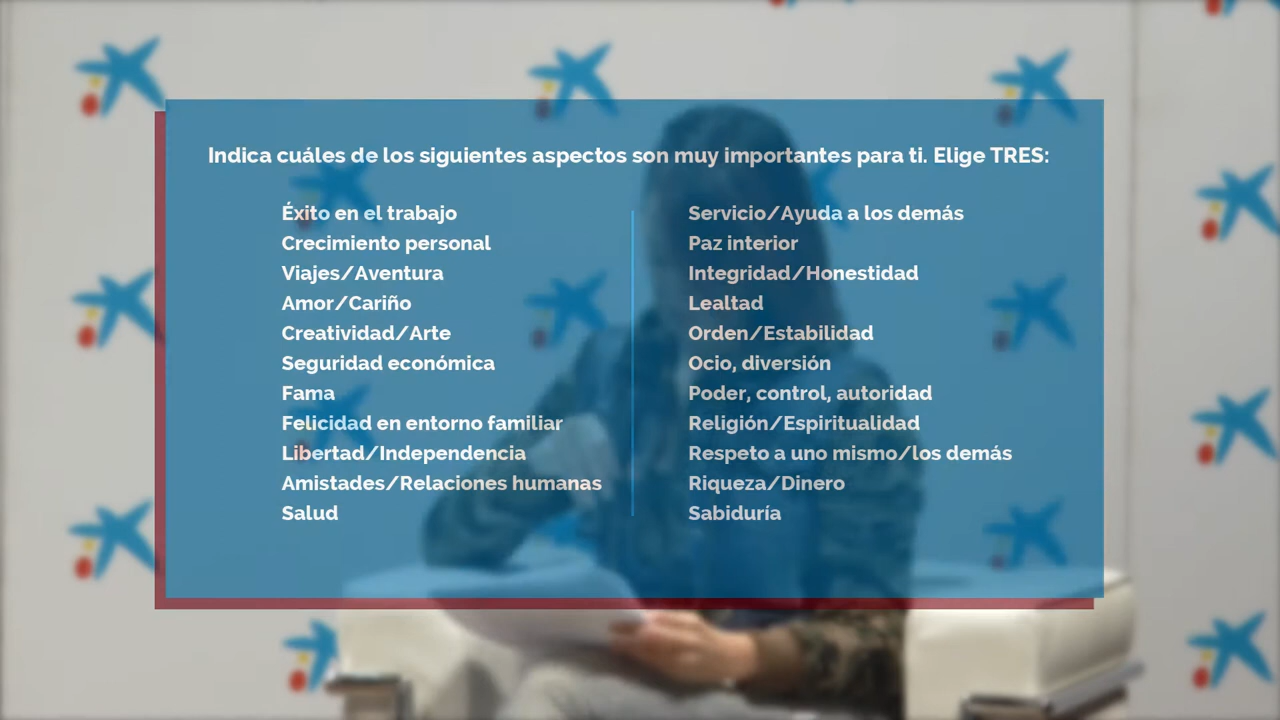 Indica cuáles de los siguientes aspectos son muy importantes para ti. Elige TRES:
Éxito en el trabajo
Crecimiento personal
Viajes/Aventura
Amor/Cariño
Creatividad/Arte
Seguridad económica
Fama
Felicidad en entorno familiar
Libertad/Independencia
Amistades/Relaciones humanas
Salud
Servicio/Ayuda a los demás
Paz interior
Integridad/Honestidad
Lealtad
Orden/Estabilidad
Ocio, diversión
Poder, control, autoridad
Religión/Espiritualidad
Respeto a uno mismo/los demás
Riqueza/Dinero
Sabiduría